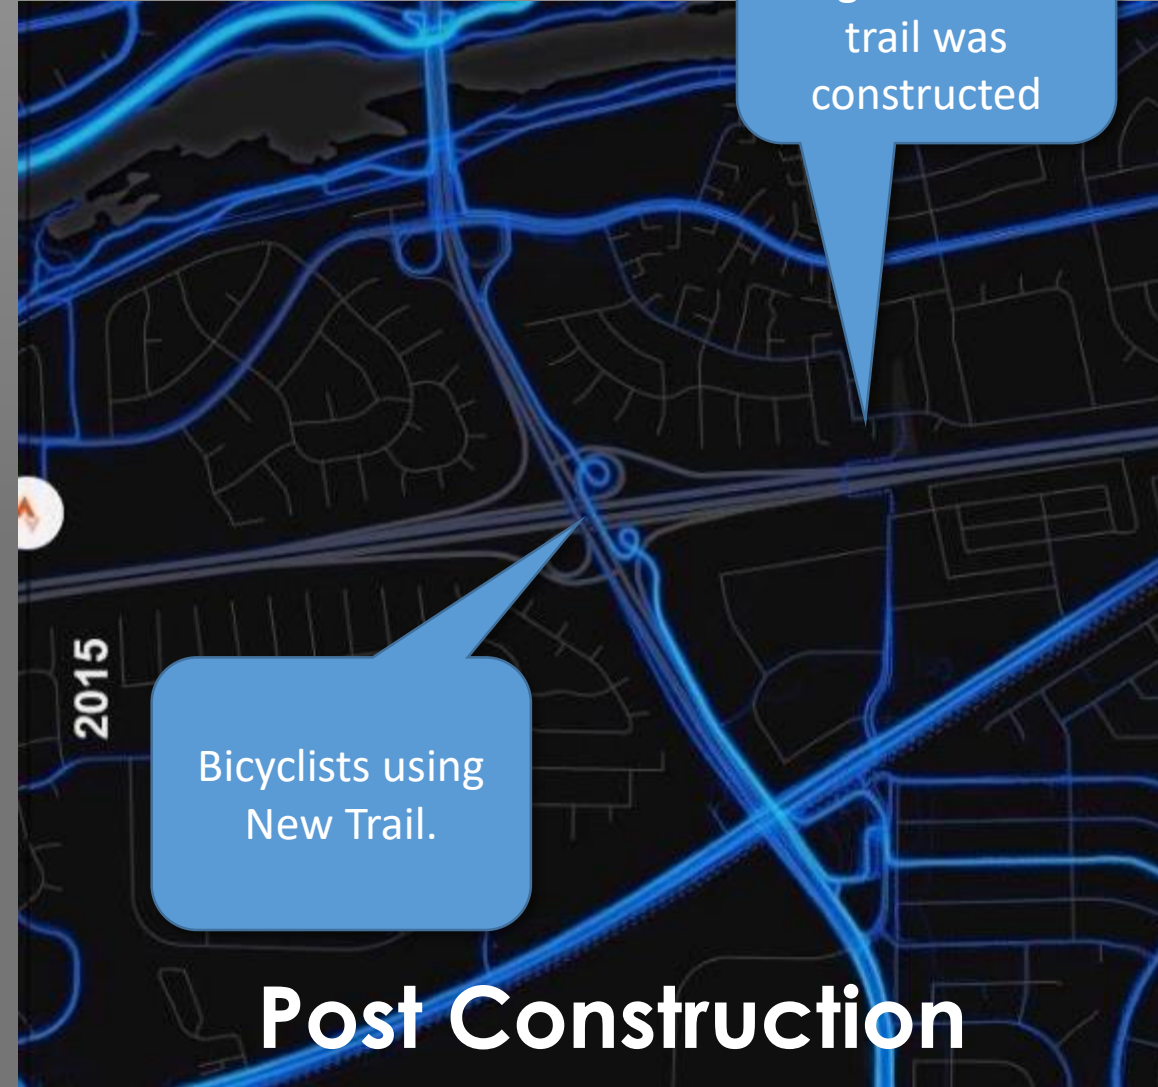 trail was
constructed
2015
Bicyclists using
New Trail.
Post Construction